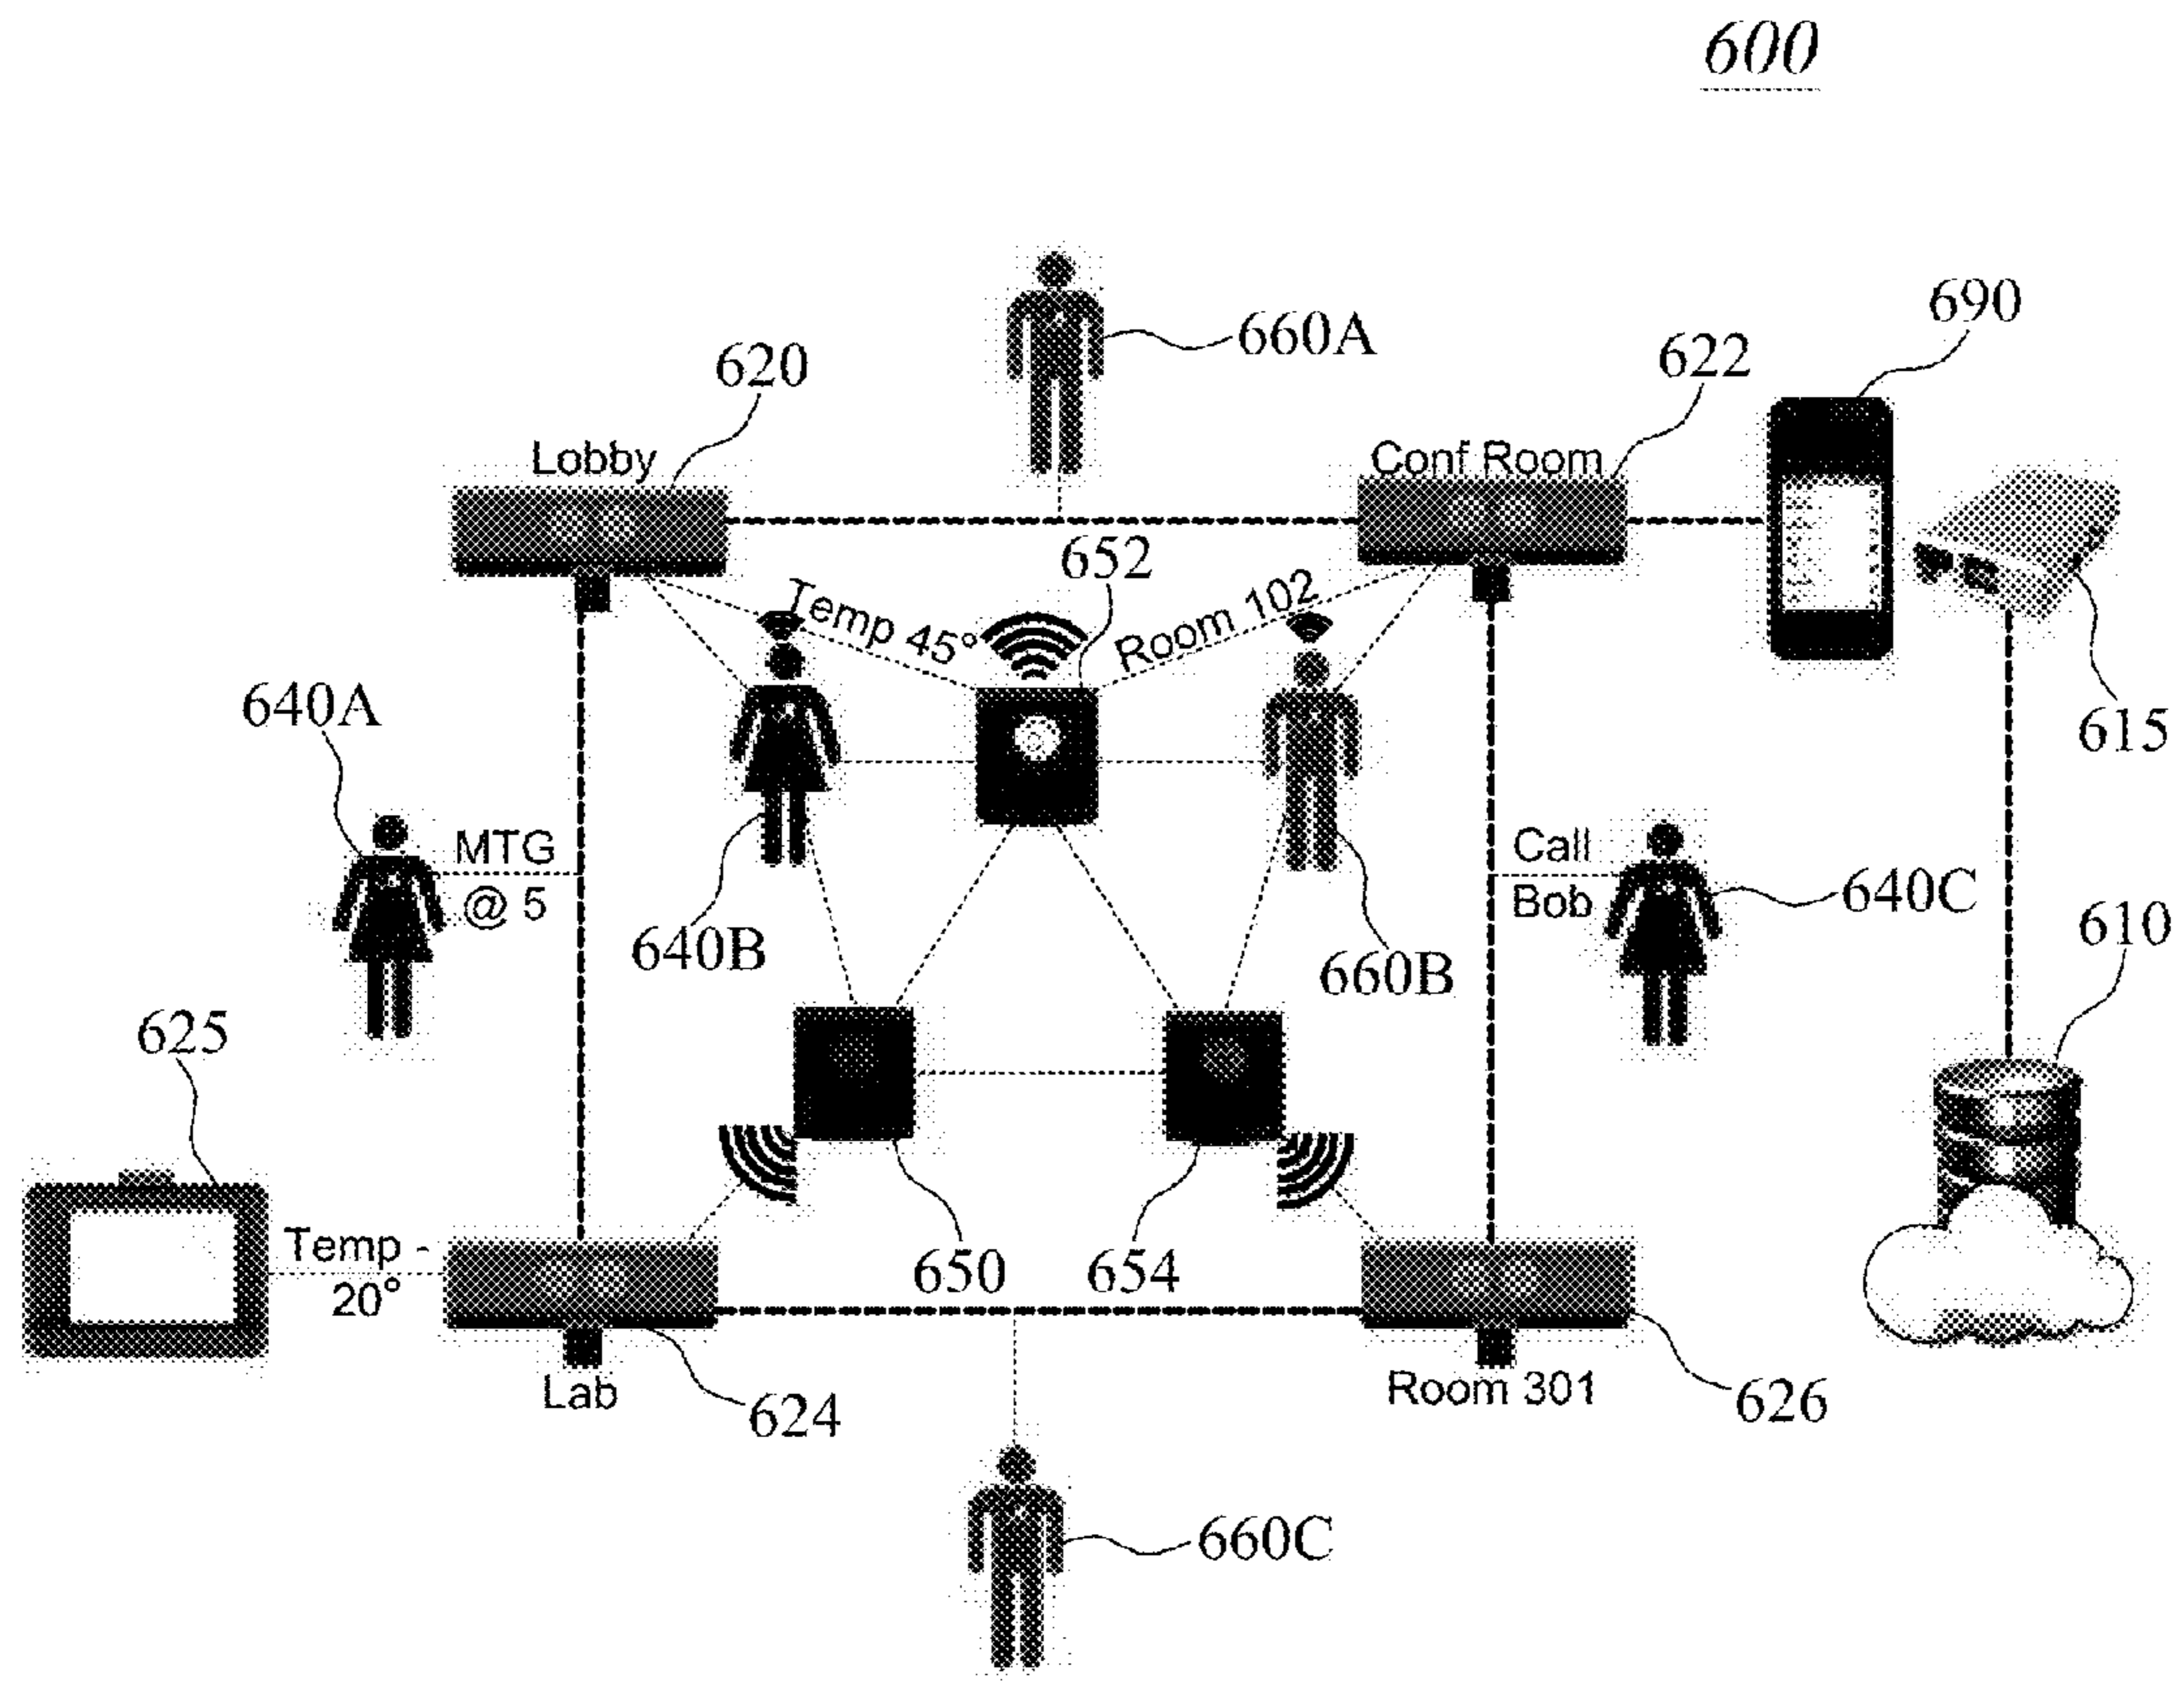 600
690
660A
622
620
Lobby
Conf Room
652
Temp 45°
Room 102
640A
615
MTG
@ 5
Call
Bob
640C
640B
660B
610
625
Temp -
20°
650
654
Lab
624
Room 301
626
660C